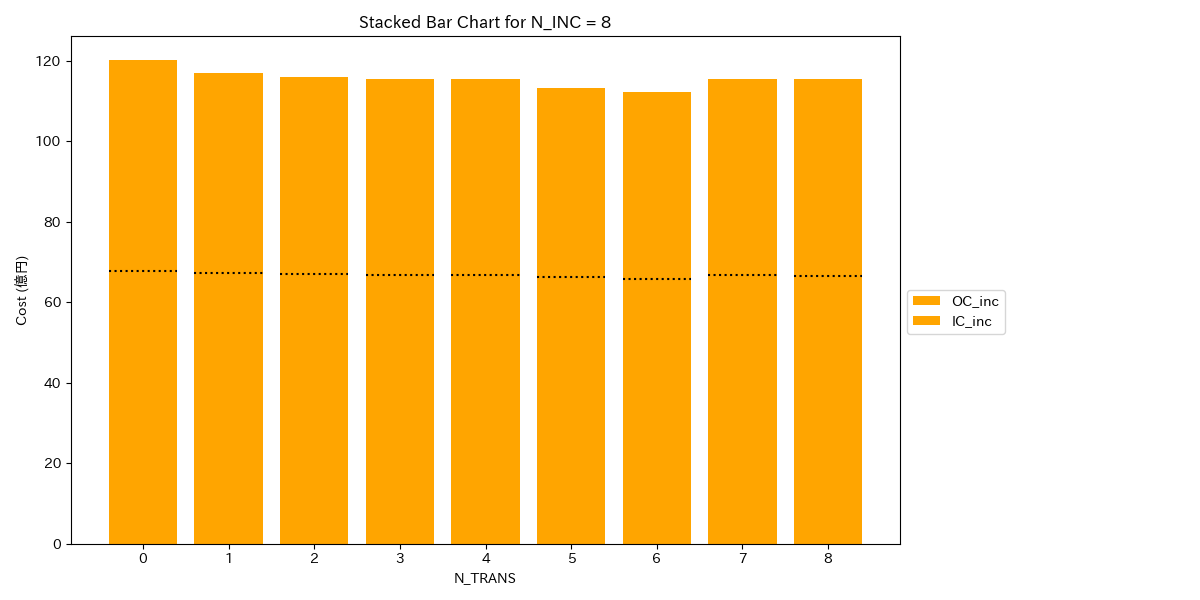 Stacked Bar Chart for N_INC = 8
120
100
80
60
40
20
0
Cost (億円)
0 1 2 3 4 5 6 7 8
N_TRANS
OC_inc
IC_inc